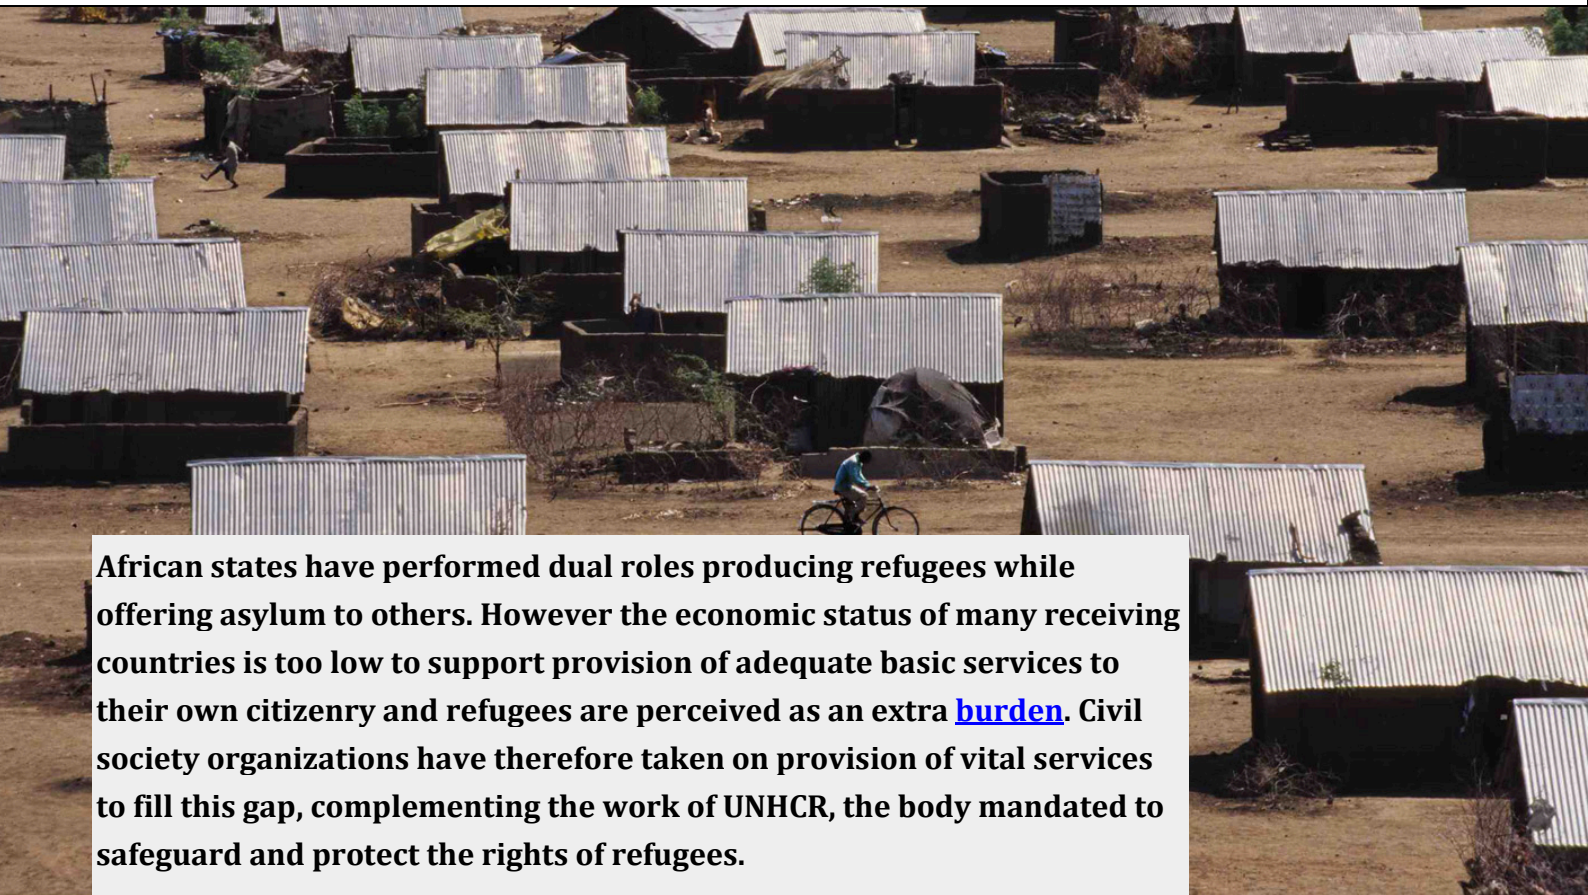 African states have performed dual roles producing refugees while
offering asylum to others. However the economic status of many receiving
countries is too low to support provision of adequate basic services to
their own citizenry and refugees are perceived as an extra burden. Civil
society organizations have therefore taken on provision of vital services
to fill this gap, complementing the work of UNHCR, the body mandated to
safeguard and protect the rights of refugees.